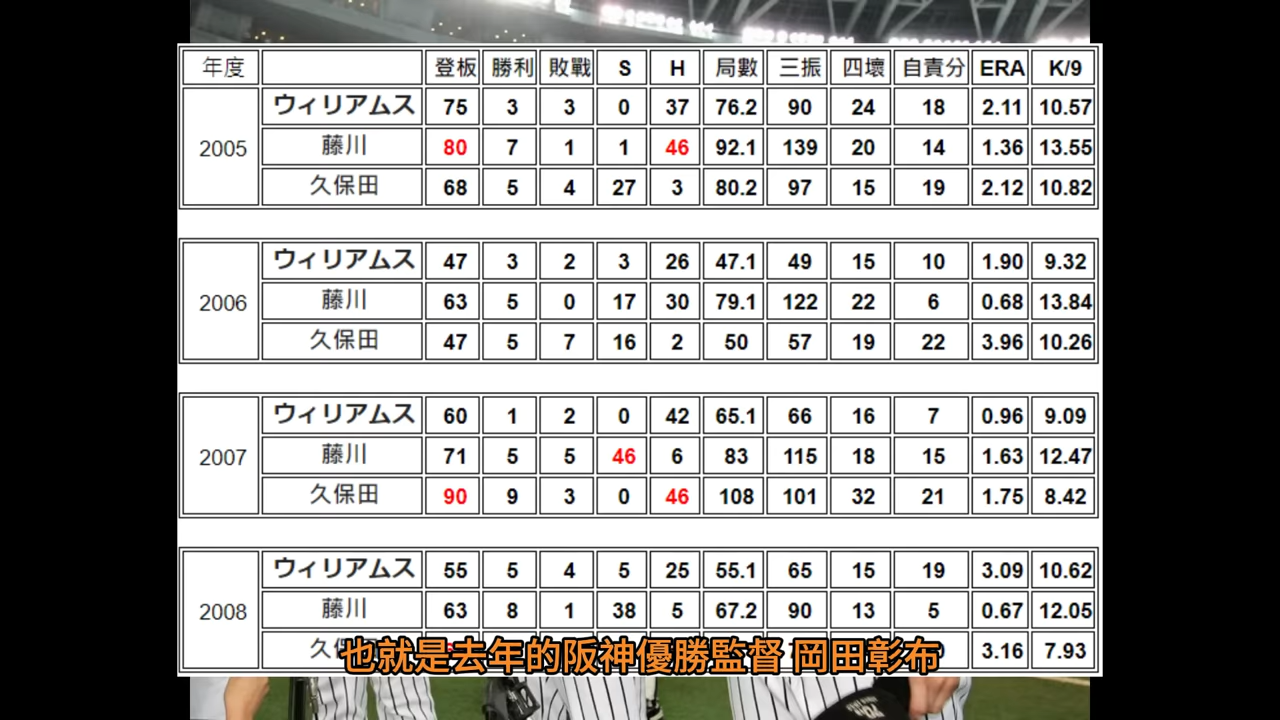 年度 登板 勝利 敗戰 S H 局數 三振 四壞 自責分 ERA K/9
2005 ウィリアムス 75 3 3 0 37 76.2 90 24 18 2.11 10.57
藤川 80 7 1 1 46 92.1 139 20 14 1.36 13.55
久保田 68 5 4 27 3 80.2 97 15 19 2.12 10.82
2006 ウィリアムス 47 3 2 3 26 47.1 49 15 10 1.90 9.32
藤川 63 5 0 17 30 79.1 122 22 6 0.68 13.84
久保田 47 5 7 16 2 50 57 19 22 3.96 10.26
2007 ウィリアムス 60 1 2 0 42 65.1 66 16 7 0.96 9.09
藤川 71 5 5 46 6 83 115 18 15 1.63 12.47
久保田 90 9 3 0 46 108 101 32 21 1.75 8.42
2008 ウィリアムス 55 5 4 5 25 55.1 65 15 19 3.09 10.62
藤川 63 8 1 38 5 67.2 90 13 5 0.67 12.05
3.16 7.93
也就是去年的阪神優勝監督 岡田彰布